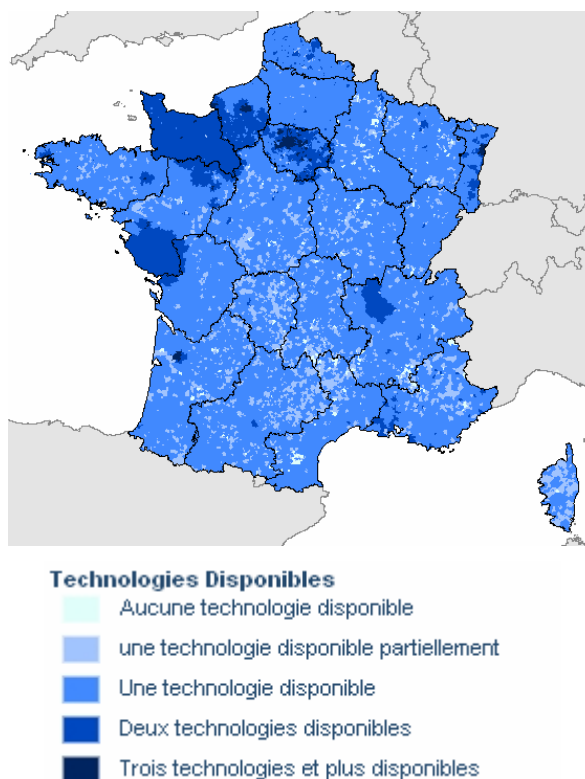 Technologies Disponibles
Aucune technologie disponible
une technologie disponible partiellement
Une technologie disponible
Deux technologies disponibles
Trois technologies et plus disponibles